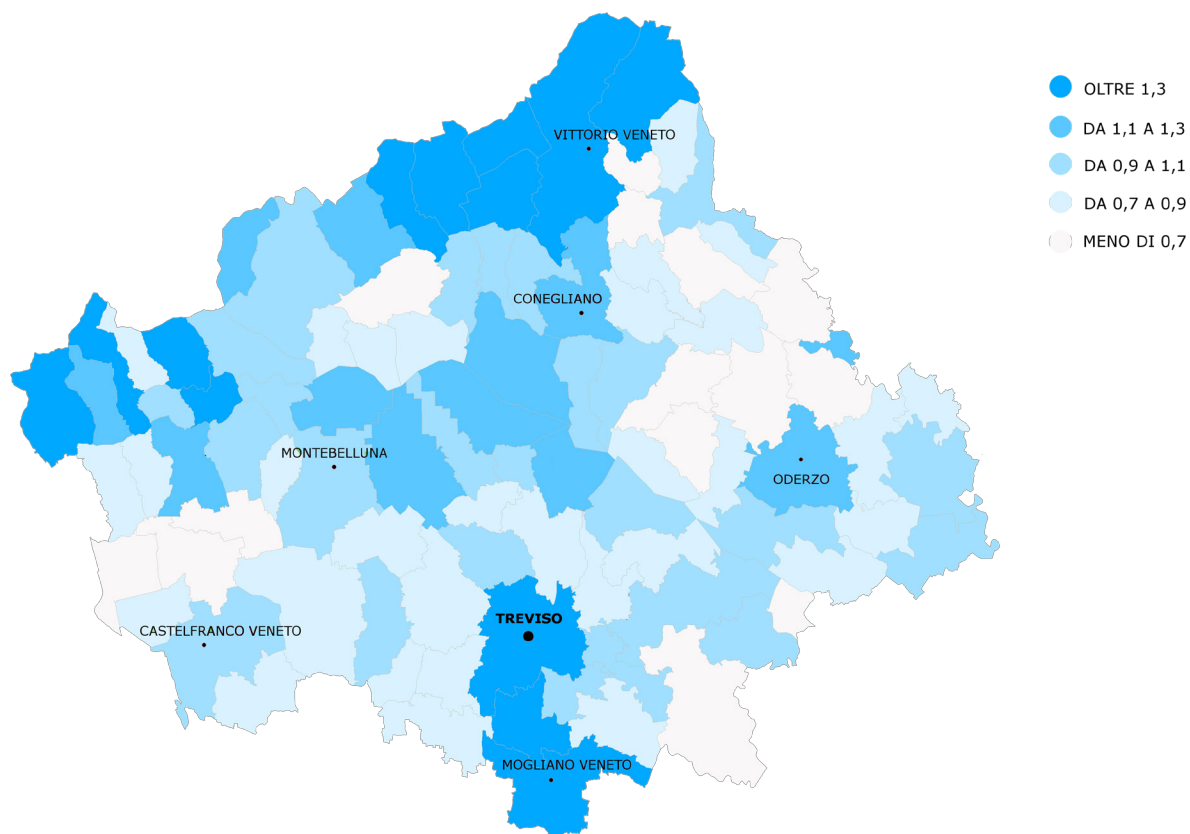 OLTRE 1,3
DA 1,1 A 1,3
VITTORIO VENETO
DA 0,9 A 1,1
DA 0,7 A 0,9
MENO DI 0,7
CONEGLIANO
MONTEBELLUNA
ODERZO
TREVISO
CASTELFRANCO VENETO
MOGLIANO VENETO